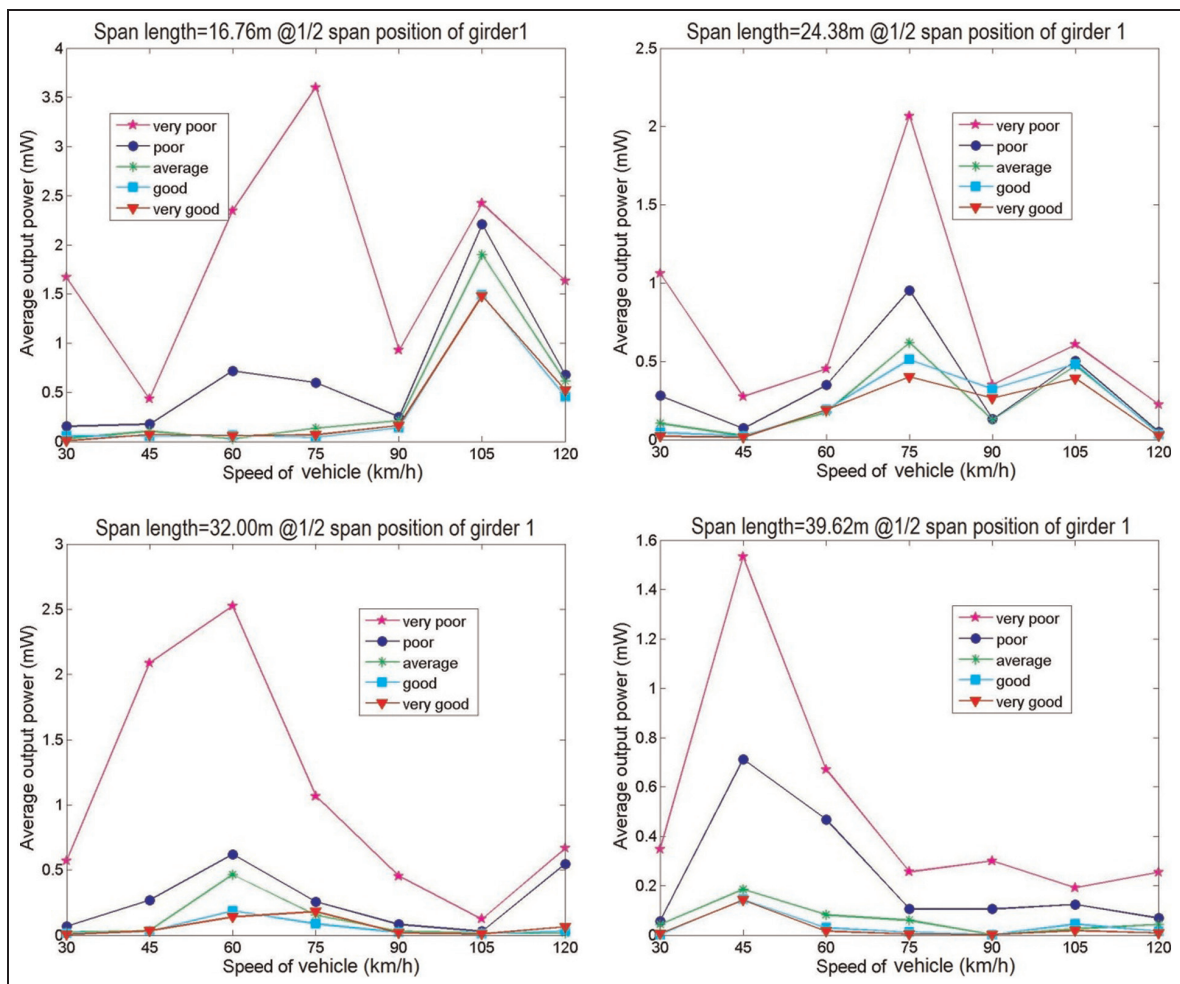 Span length=16.76m @1/2 span position of girder1
Average output power (mW)
4
3.5
3
2.5
2
1.5
1
0.5
0
very poor
poor
average
good
very good
30 45 60 75 90 105 120
Speed of vehicle (km/h)
Span length=24.38m @1/2 span position of girder 1
Average output power (mW)
2.5
2
1.5
1
0.5
0
very poor
poor
average
good
very good
30 45 60 75 90 105 120
Speed of vehicle (km/h)
Span length=32.00m @1/2 span position of girder 1
Average output power (mW)
3
2.5
2
1.5
1
0.5
0
very poor
poor
average
good
very good
30 45 60 75 90 105 120
Speed of vehicle (km/h)
Span length=39.62m @1/2 span position of girder 1
Average output power (mW)
1.6
1.4
1.2
1
0.8
0.6
0.4
0.2
0
very poor
poor
average
good
very good
30 45 60 75 90 105 120
Speed of vehicle (km/h)